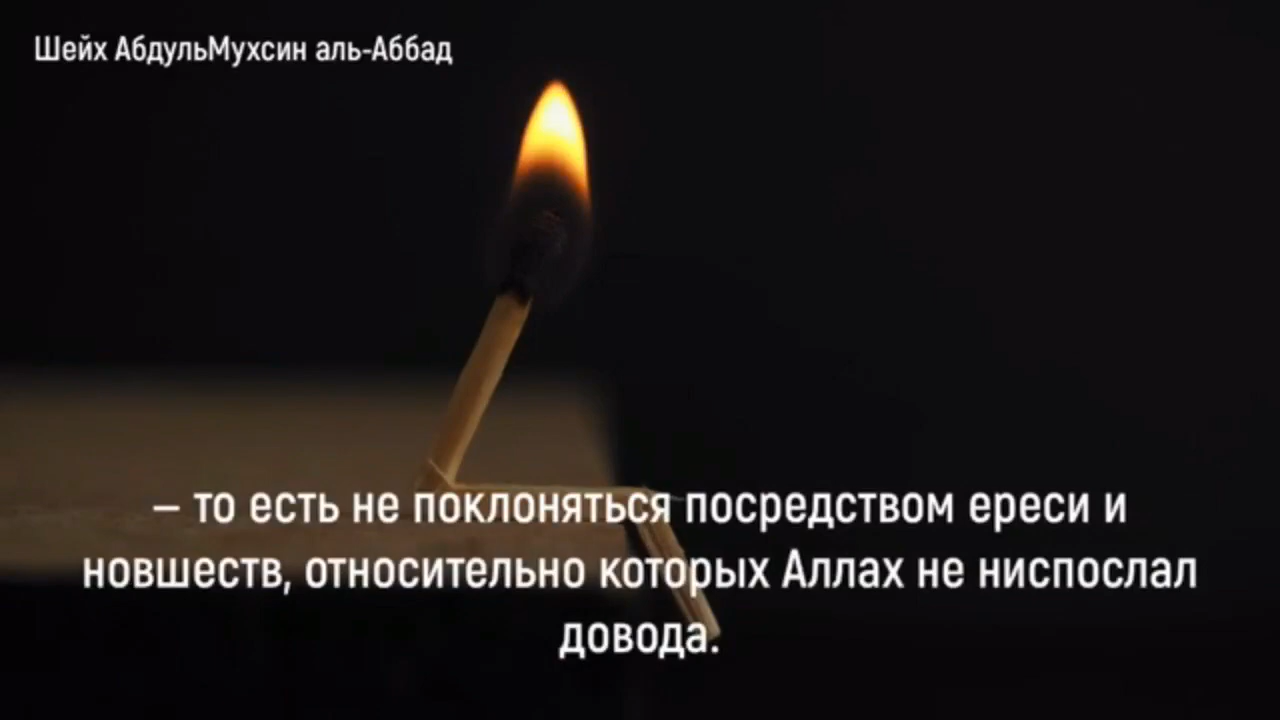 Шейх АбдульМухсин аль-Аббад
– то есть не поклоняться посредством ереси и
новшеств, относительно которых Аллах не ниспослал
довода.